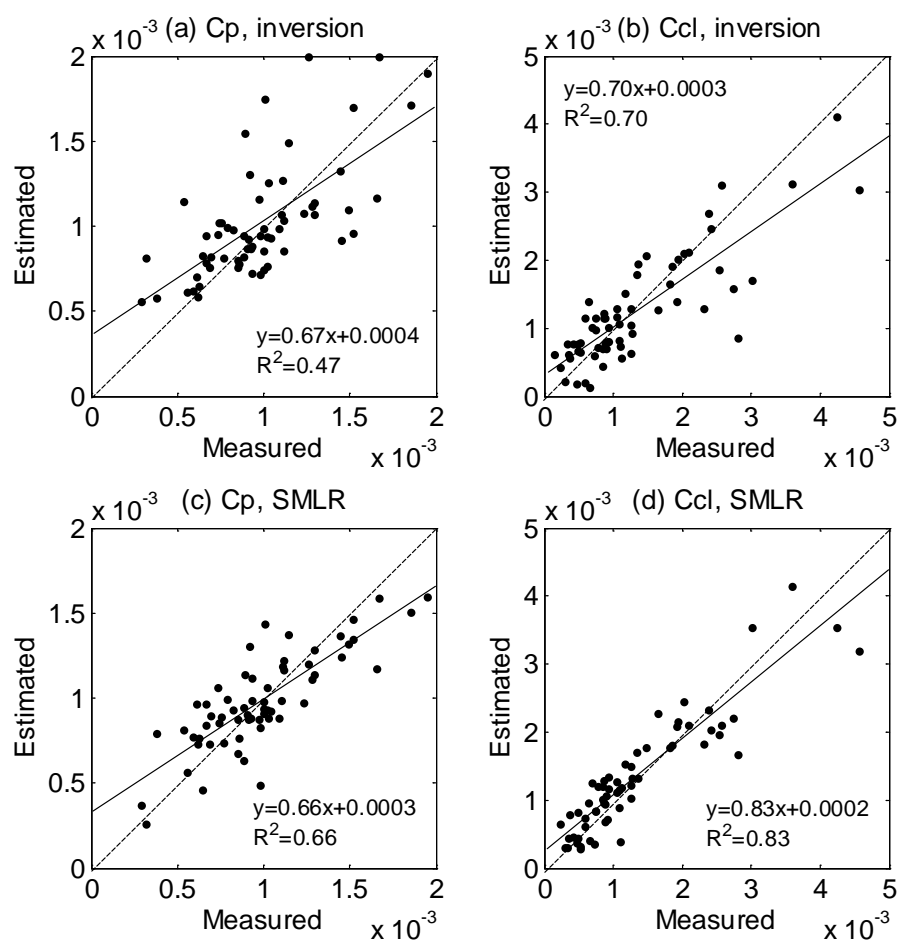 x 10^-3 (a) Cp, inversion
2
1.5
1
0.5
0
Estimated
y=0.67x+0.0004
R^2=0.47
0 0.5 1 1.5 2
Measured
x 10^-3
x 10^-3 (b) Ccl, inversion
5
4
3
2
1
0
Estimated
y=0.70x+0.0003
R^2=0.70
0 1 2 3 4 5
Measured
x 10^-3
x 10^-3 (c) Cp, SMLR
2
1.5
1
0.5
0
Estimated
y=0.66x+0.0003
R^2=0.66
0 0.5 1 1.5 2
Measured
x 10^-3
x 10^-3 (d) Ccl, SMLR
5
4
3
2
1
0
Estimated
y=0.83x+0.0002
R^2=0.83
0 1 2 3 4 5
Measured
x 10^-3